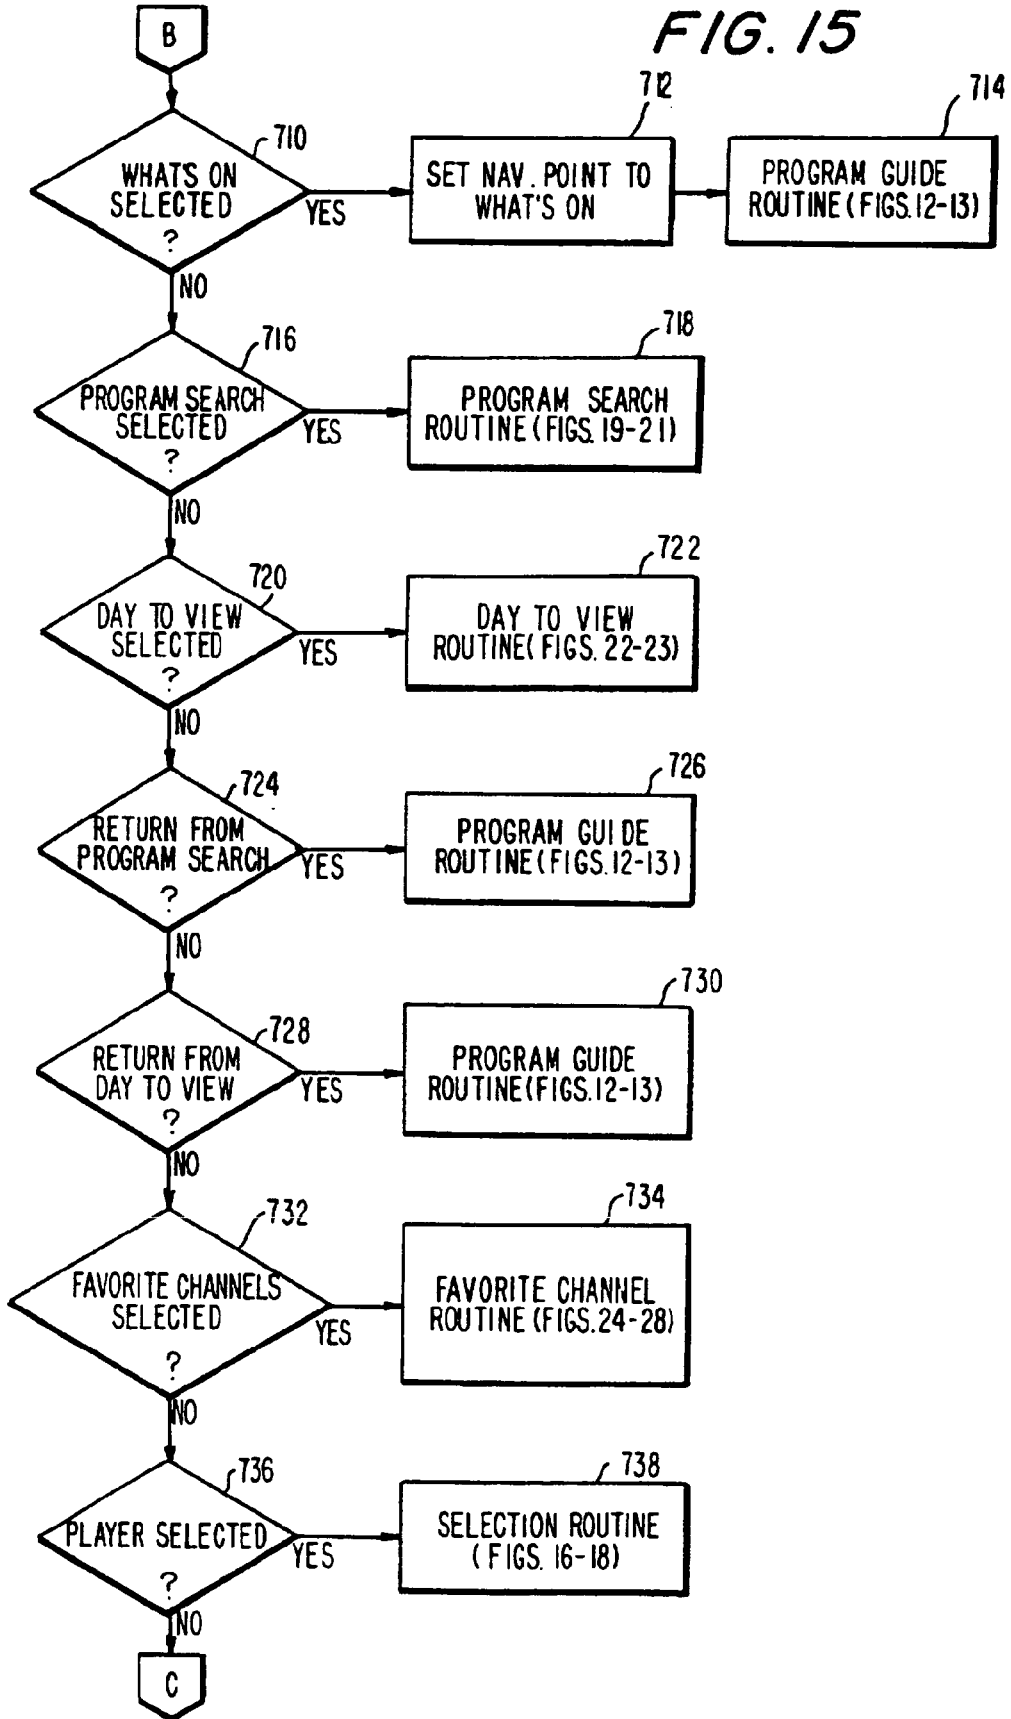 FIG. 15
B
710
WHAT'S ON
SELECTED
?
YES
NO
712
SET NAV. POINT TO
WHAT'S ON
714
PROGRAM GUIDE
ROUTINE (FIGS. 12-13)
716
PROGRAM SEARCH
SELECTED
?
YES
NO
718
PROGRAM SEARCH
ROUTINE (FIGS. 19-21)
720
DAY TO VIEW
SELECTED
?
YES
NO
722
DAY TO VIEW
ROUTINE (FIGS. 22-23)
724
RETURN FROM
PROGRAM SEARCH
?
YES
NO
726
PROGRAM GUIDE
ROUTINE (FIGS. 12-13)
728
RETURN FROM
DAY TO VIEW
?
YES
NO
730
PROGRAM GUIDE
ROUTINE (FIGS. 12-13)
732
FAVORITE CHANNELS
SELECTED
?
YES
NO
734
FAVORITE CHANNEL
ROUTINE (FIGS. 24-28)
736
PLAYER SELECTED
?
YES
NO
738
SELECTION ROUTINE
(FIGS. 16-18)
C